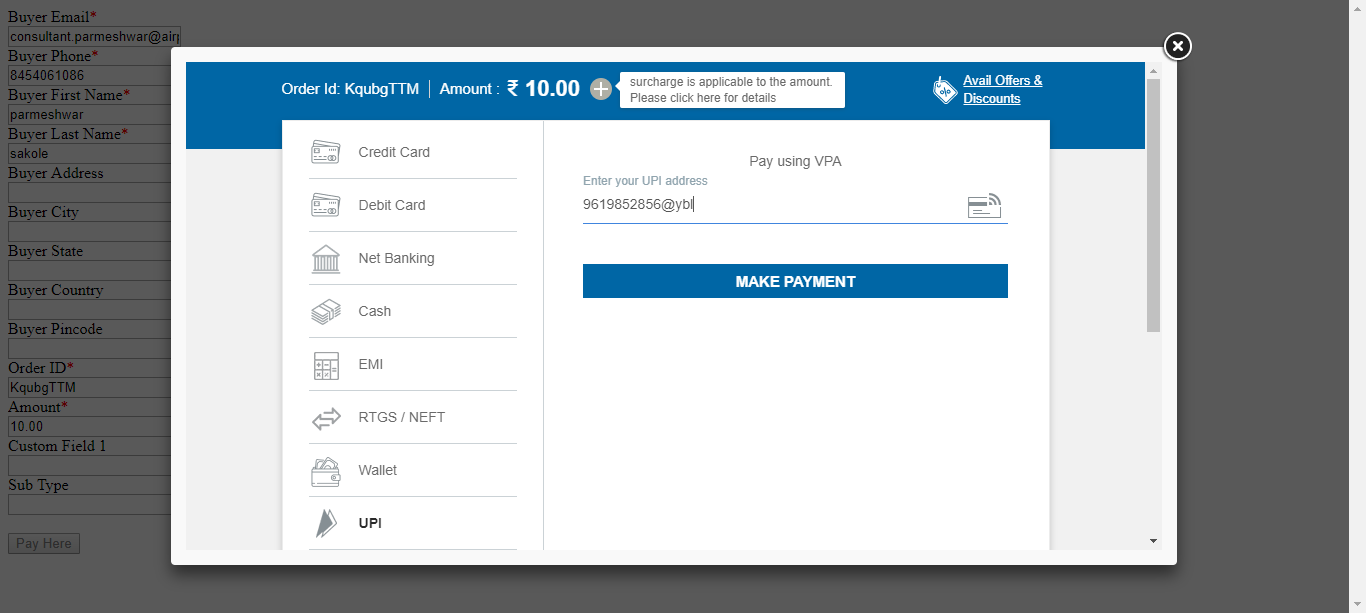 Buyer Email*
consultant.parmeshwar@air
Buyer Phone*
8454061086
Buyer First Name*
parmeshwar
Buyer Last Name*
sakole
Buyer Address
Buyer City
Buyer State
Buyer Country
Buyer Pincode
Order ID*
KqubgTTM
Amount*
10.00
Custom Field 1
Sub Type
Pay Here
Order Id: KqubgTTM
Amount : ₹ 10.00
surcharge is applicable to the amount.
Please click here for details
Avail Offers &
Discounts
Credit Card
Debit Card
Net Banking
Cash
EMI
RTGS / NEFT
Wallet
UPI
Pay using VPA
Enter your UPI address
9619852856@ybl
MAKE PAYMENT